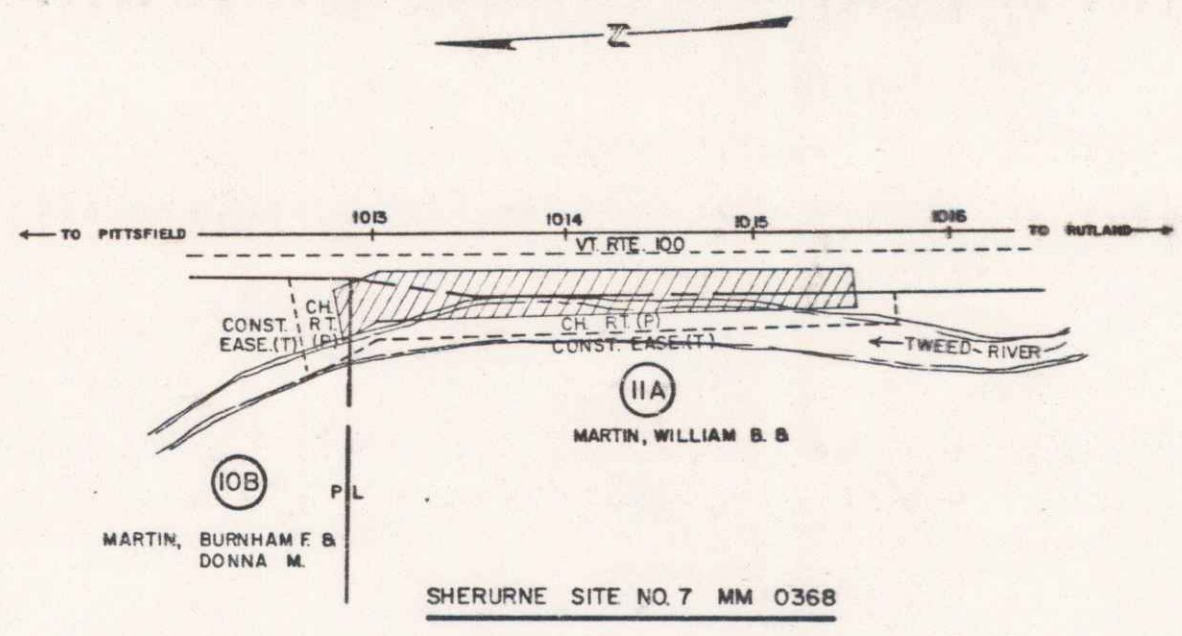 N
1013 1014 1015 1016
← TO PITTSFIELD TO RUTLAND →
VT. RTE. 100
CH.
CONST. RT.
EASE.(T) (P)
CH. RT. (P)
CONST. EASE.(T)
← TWEED RIVER
11A
MARTIN, WILLIAM B. &
10B
P L
MARTIN, BURNHAM F. &
DONNA M.
SHERURNE SITE NO. 7 MM 0368